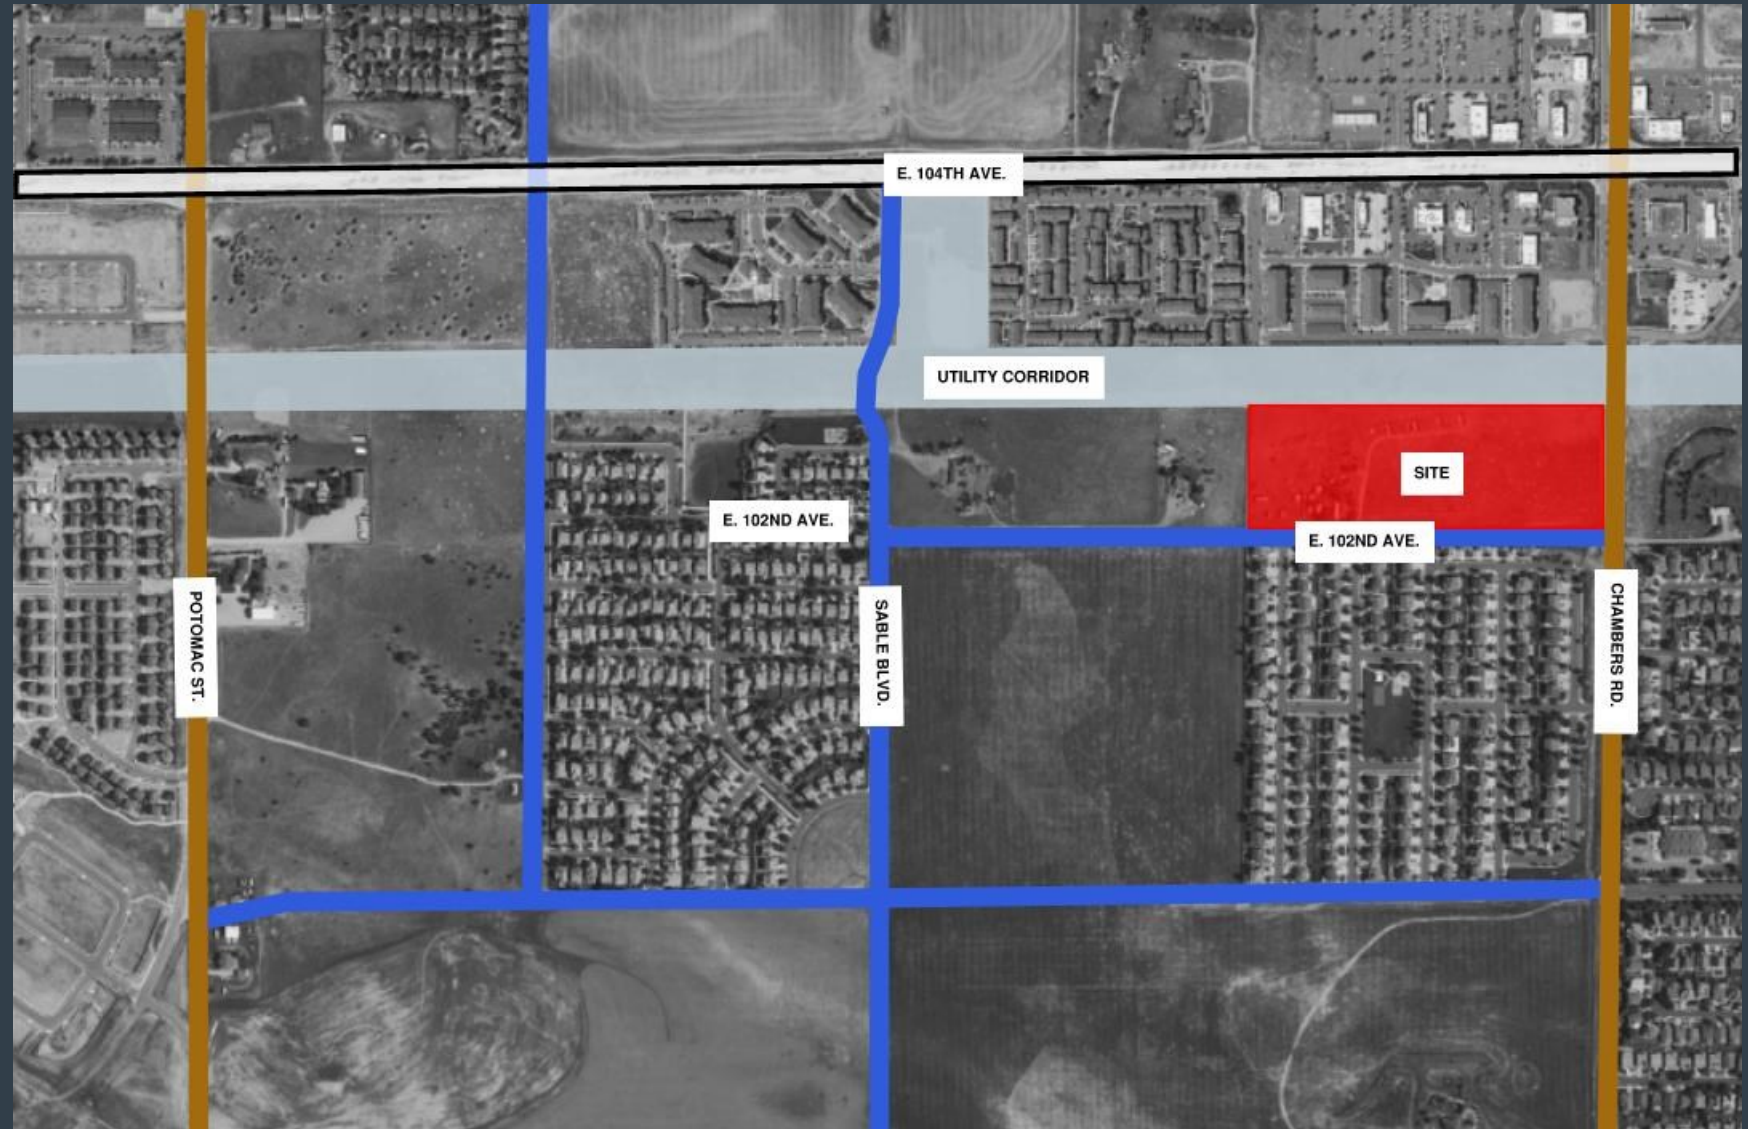 E. 104TH AVE.
UTILITY CORRIDOR
SITE
E. 102ND AVE.
E. 102ND AVE.
POTOMAC ST.
SABLE BLVD.
CHAMBERS RD.